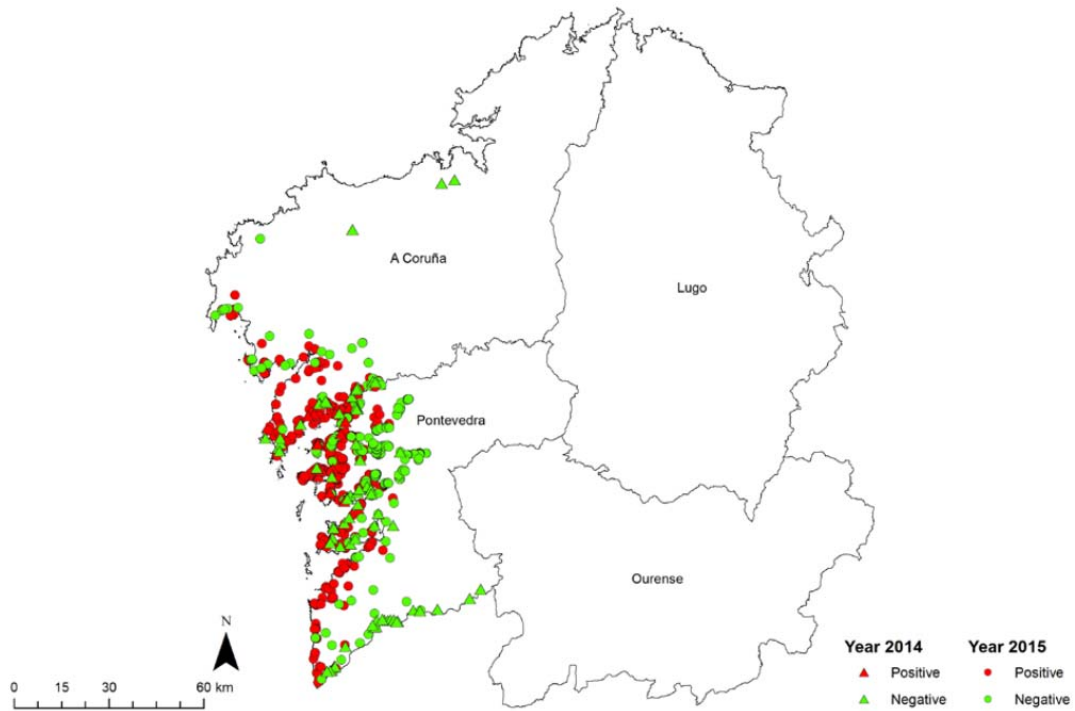 A Coruña
Lugo
Pontevedra
Ourense
N
0 15 30 60 km
Year 2014 Year 2015
Positive Positive
Negative Negative